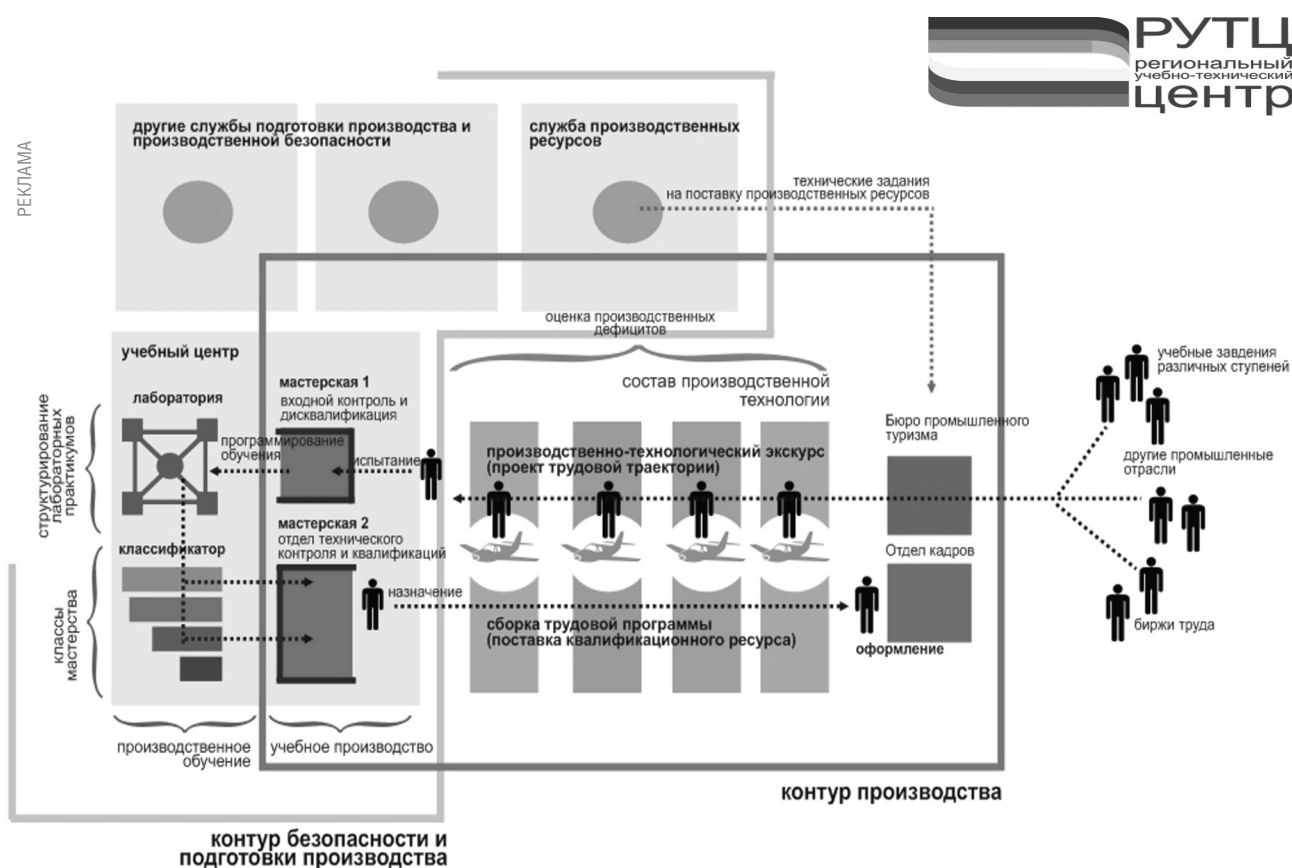 РУТЦ
региональный
учебно-технический
центр
РЕКЛАМА
другие службы подготовки производства и
производственной безопасности
служба производственных
ресурсов
технические задания
на поставку производственных ресурсов
оценка производственных
дефицитов
учебный центр
лаборатория
мастерская 1
входной контроль и
дисквалификация
состав производственной
технологии
учебные завдения
различных ступеней
структурирование
лабораторных
практикумов
программирование
обучения
испытание
производственно-технологический экскурс
(проект трудовой траектории)
Бюро промышленного
туризма
другие промышленные
отрасли
мастерская 2
отдел технического
контроля и квалификаций
классификатор
Отдел кадров
классы
мастерства
назначение
сборка трудовой программы
(поставка квалификационного ресурса)
оформление
биржи труда
производственное
обучение
учебное производство
контур производства
контур безопасности и
подготовки производства